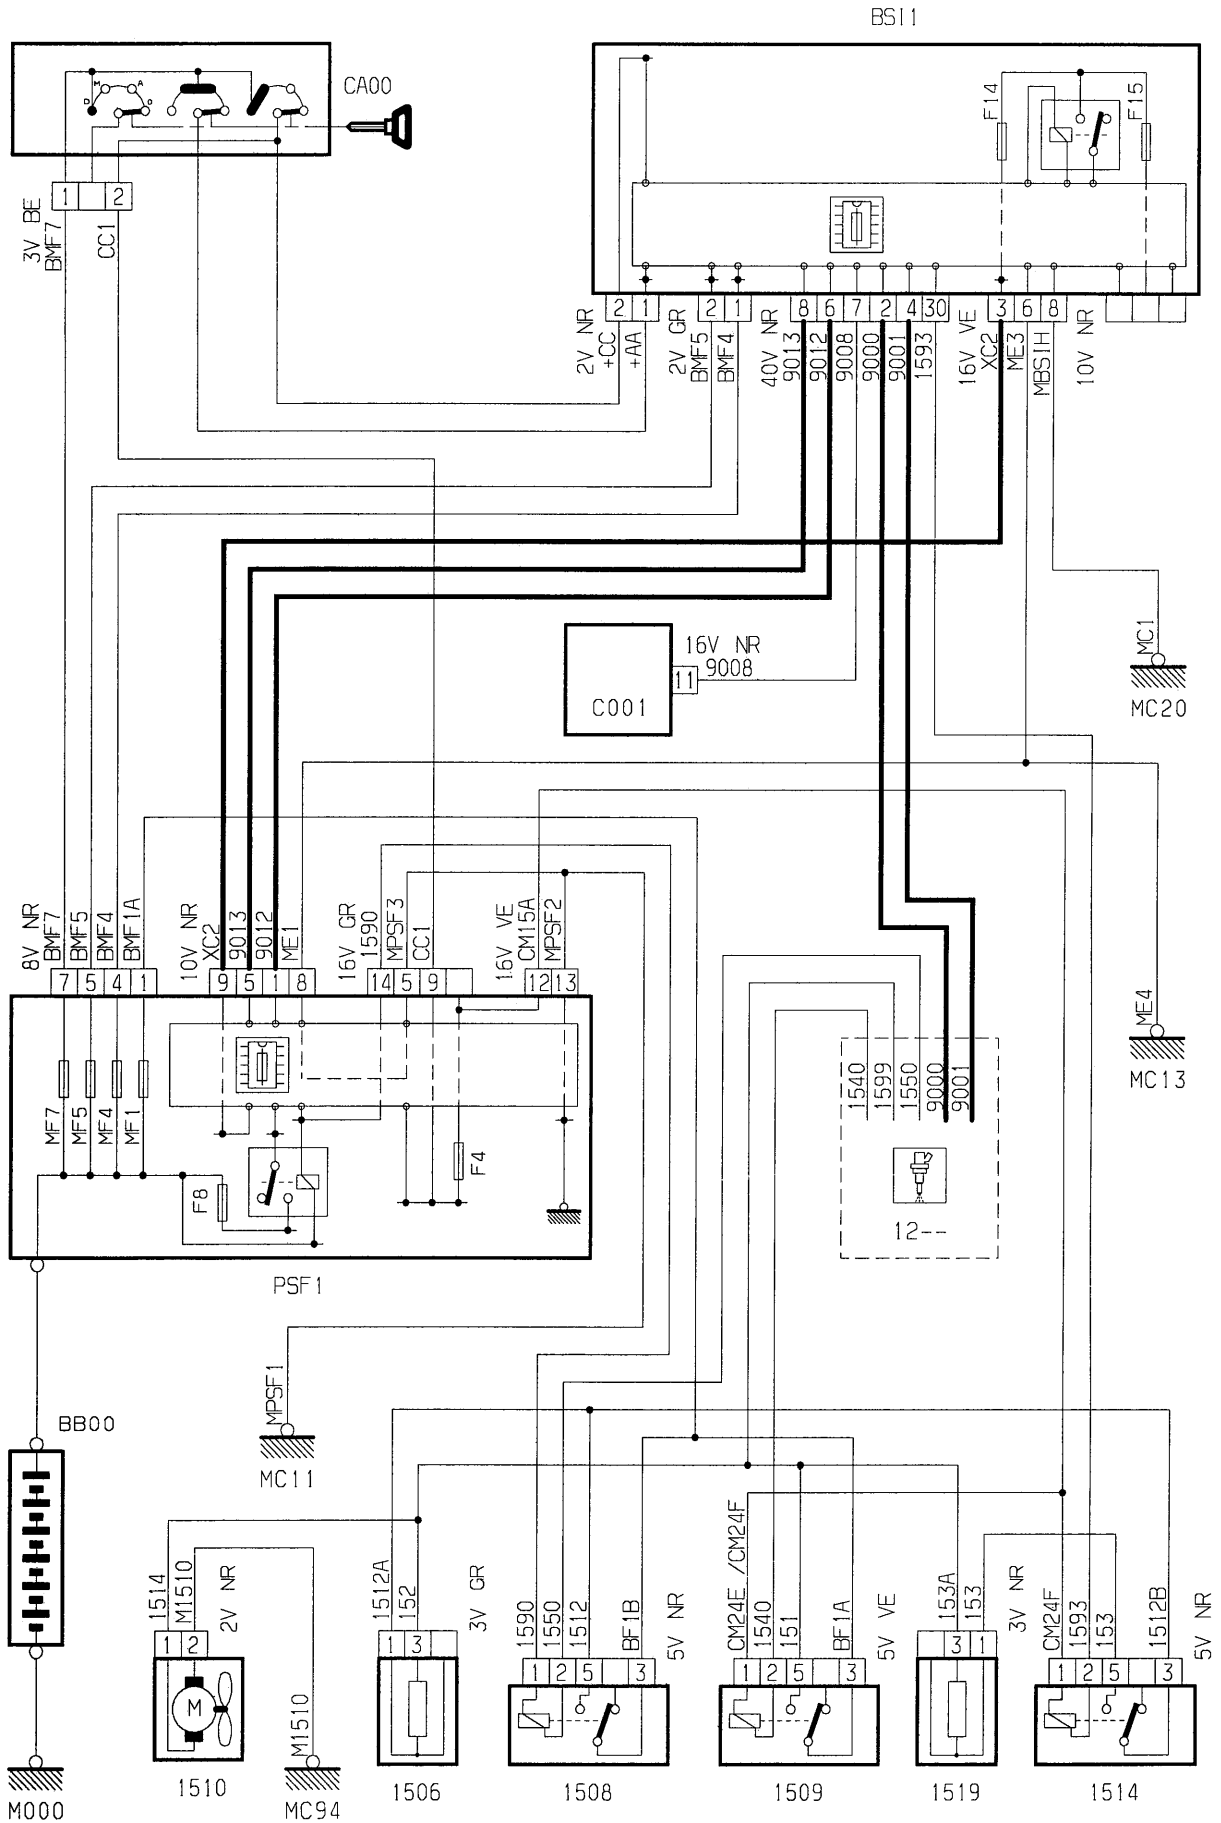 BSI1
CA00
M
A
D
O
F14
F15
1
2
3V BE
BMF7
CC1
2
1
2
1
8
6
7
2
4
30
3
6
8
2V NR
+CC
+AA
2V GR
BMF5
BMF4
40V NR
9013
9012
9008
9000
9001
1593
16V VE
XC2
ME3
MBSIH
10V NR
16V NR
9008
11
C001
MC1
MC20
8V NR
BMF7
BMF5
BMF4
BMF1A
10V NR
XC2
9013
9012
ME1
16V GR
1590
MPSF3
CC1
16V VE
CM15A
MPSF2
7
5
4
1
9
5
1
8
14
5
9
12
13
ME4
MC13
MF7
MF5
MF4
MF1
F8
F4
1540
1599
1550
9000
9001
12--
PSF1
MPSF1
MC11
BB00
1514
M1510
2V NR
1512A
152
3V GR
1590
1550
1512
BF1B
5V NR
CM24E /CM24F
1540
151
BF1A
5V VE
153A
153
3V NR
CM24F
1593
153
1512B
5V NR
1
2
1
3
1
2
5
3
1
2
5
3
3
1
1
2
5
3
M
M1510
M000
1510
MC94
1506
1508
1509
1519
1514